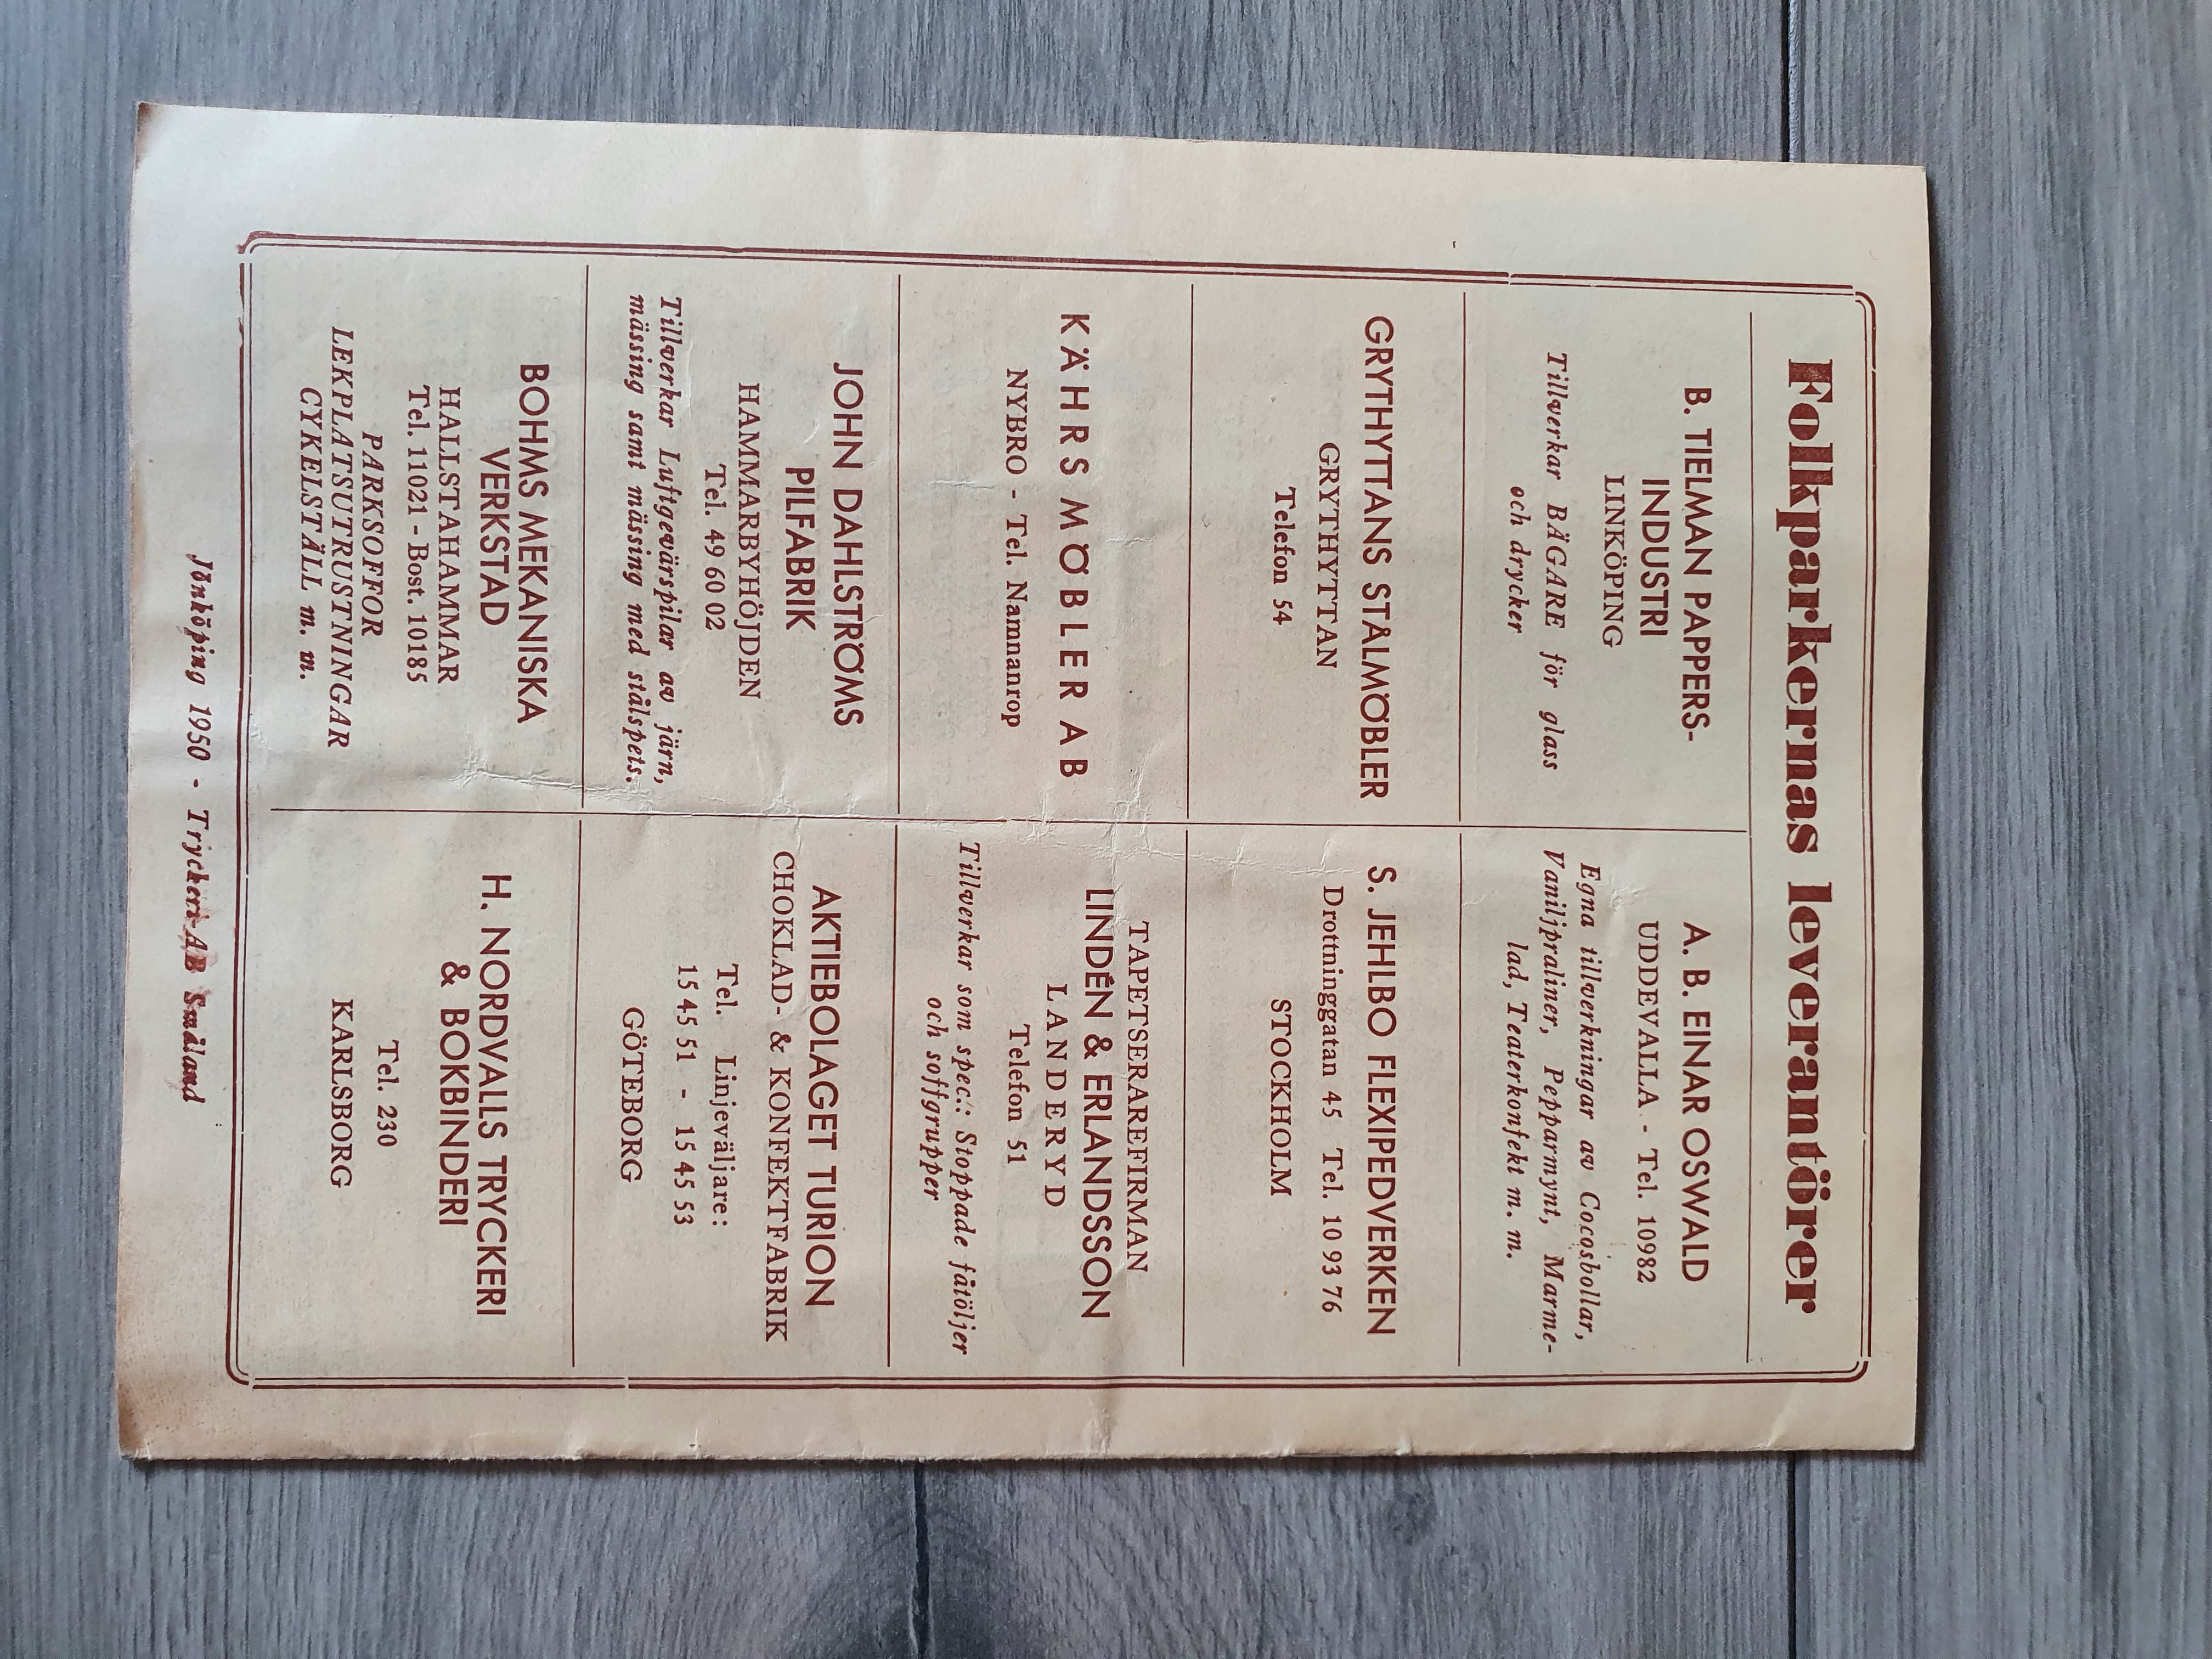 Folkparkernas leverantörer
B. TIELMAN PAPPERS-
INDUSTRI
LINKÖPING
Tillverkar BÄGARE för glass
och drycker
A. B. EINAR OSWALD
UDDEVALLA - Tel. 10982
Egna tillverkningar av Cocosbollar,
Vaniljpraliner, Pepparmynt, Marme-
lad, Teaterkonfekt m. m.
GRYTHYTTANS STÅLMÖBLER
GRYTHYTTAN
Telefon 54
S. JEHLBO FLEXIPEDVERKEN
Drottninggatan 45 Tel. 10 93 76
STOCKHOLM
KÄHRS MÖBLER AB
NYBRO - Tel. Namnanrop
TAPETSERAREFIRMAN
LINDÉN & ERLANDSSON
LANDERYD
Telefon 51
Tillverkar som spec.: Stoppade fåtöljer
och soffgrupper
JOHN DAHLSTRÖMS
PILFABRIK
HAMMARBYHÖJDEN
Tel. 49 60 02
Tillverkar Luftgevärspilar av järn,
mässing samt mässing med stålspets.
AKTIEBOLAGET TURION
CHOKLAD- & KONFEKTFABRIK
Tel. Linjeväljare:
15 45 51 - 15 45 53
GÖTEBORG
BOHMS MEKANISKA
VERKSTAD
HALLSTAHAMMAR
Tel. 11021 - Bost. 10185
PARKSOFFOR
LEKPLATSUTRUSTNINGAR
CYKELSTÄLL m. m.
H. NORDVALLS TRYCKERI
& BOKBINDERI
Tel. 230
KARLSBORG
Jönköping 1950 - Tryckeri-AB Småland